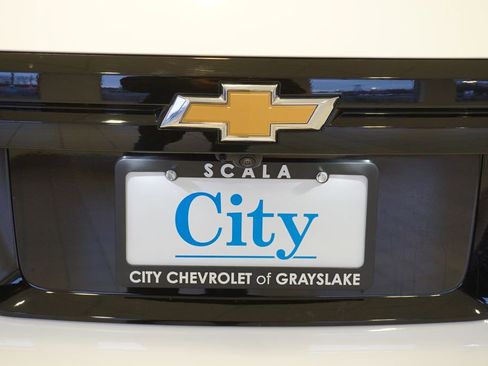 SCALA
City
CITY CHEVROLET of GRAYSLAKE